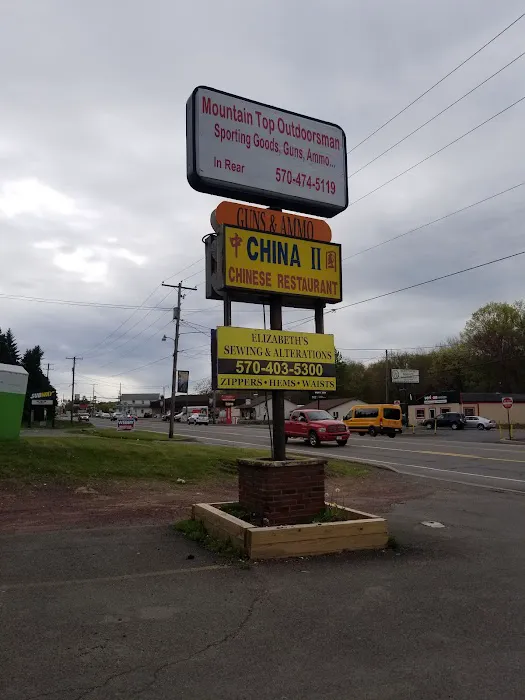 Mountain Top Outdoorsman
Sporting Goods, Guns, Ammo...
In Rear
570-474-5119
GUNS & AMMO
中 CHINA II 國
CHINESE RESTAURANT
ELIZABETH'S
SEWING & ALTERATIONS
570-403-5300
ZIPPERS • HEMS • WAISTS
SUBWAY